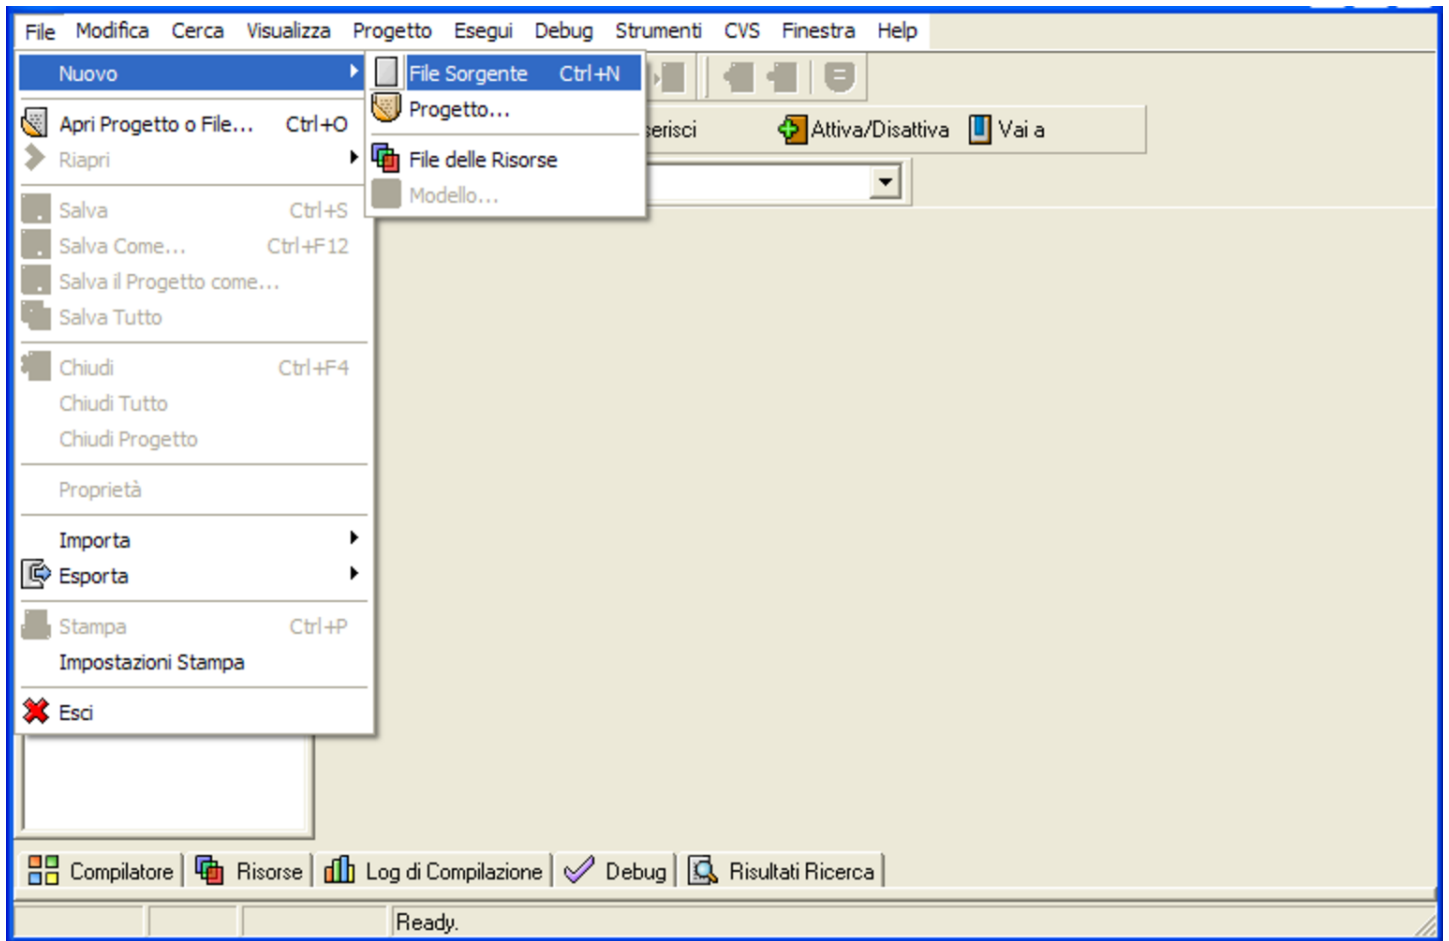 File Modifica Cerca Visualizza Progetto Esegui Debug Strumenti CVS Finestra Help
Nuovo
File Sorgente Ctrl+N
Progetto...
File delle Risorse
Modello...
Attiva/Disattiva Vai a
Apri Progetto o File... Ctrl+O
Riapri
Salva Ctrl+S
Salva Come... Ctrl+F12
Salva il Progetto come...
Salva Tutto
Chiudi Ctrl+F4
Chiudi Tutto
Chiudi Progetto
Proprietà
Importa
Esporta
Stampa Ctrl+P
Impostazioni Stampa
Esci
Compilatore Risorse Log di Compilazione Debug Risultati Ricerca
Ready.